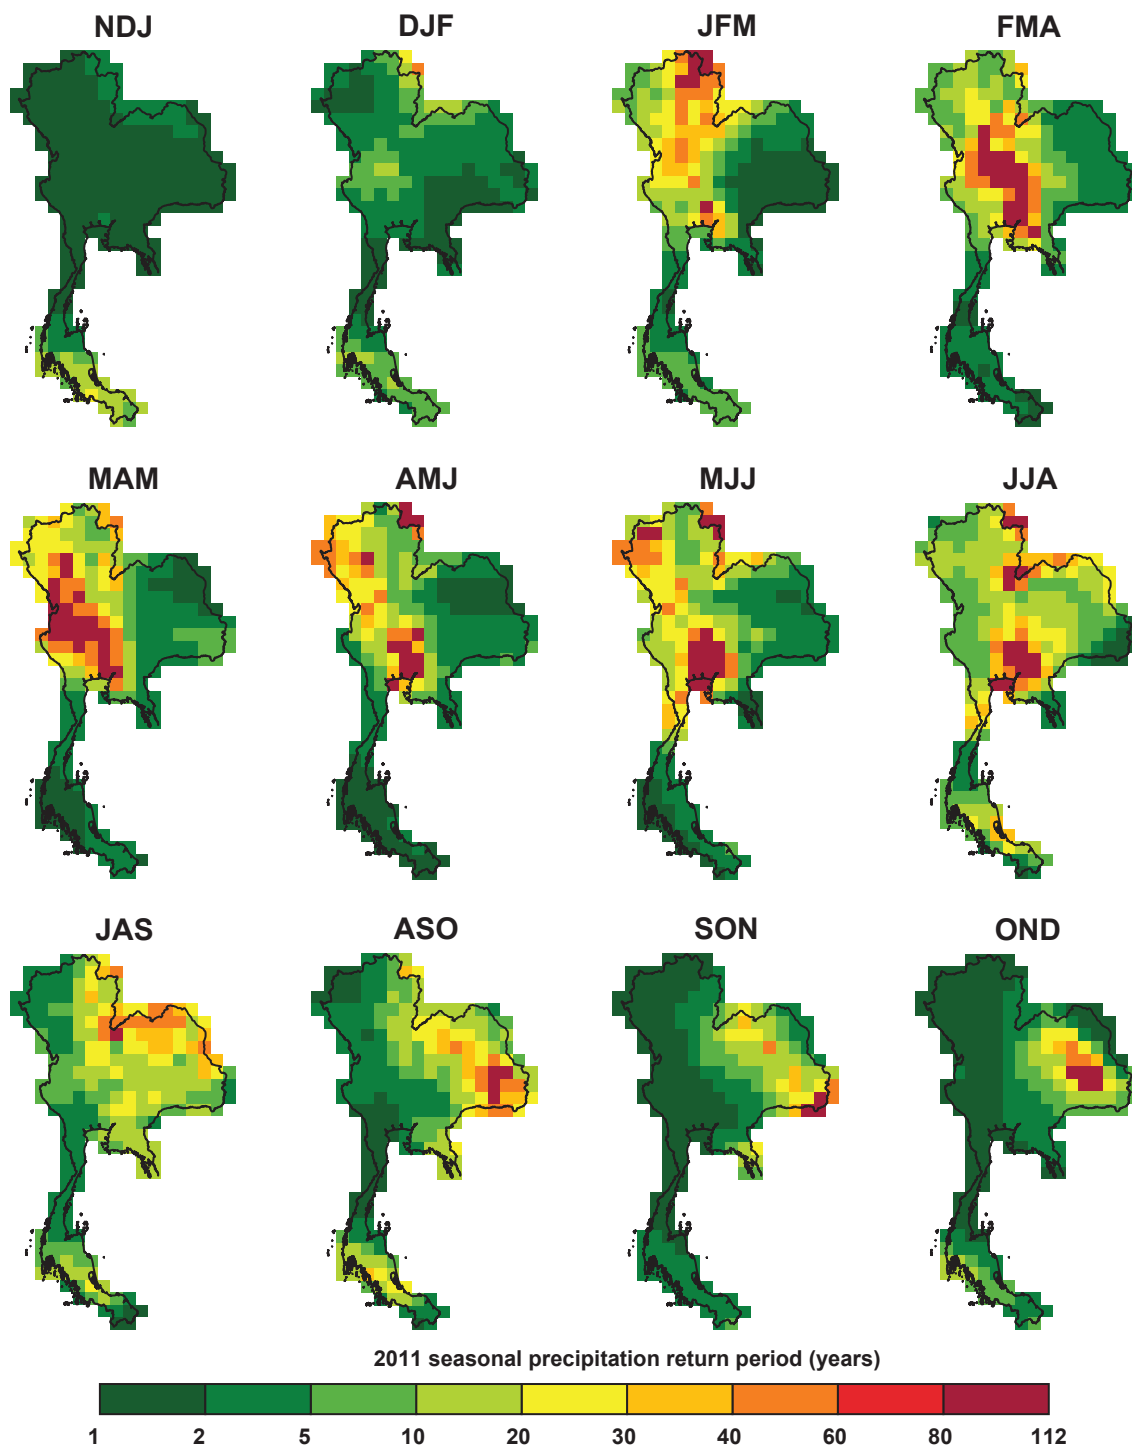 NDJ DJF JFM FMA
MAM AMJ MJJ JJA
JAS ASO SON OND
2011 seasonal precipitation return period (years)
1 2 5 10 20 30 40 60 80 112